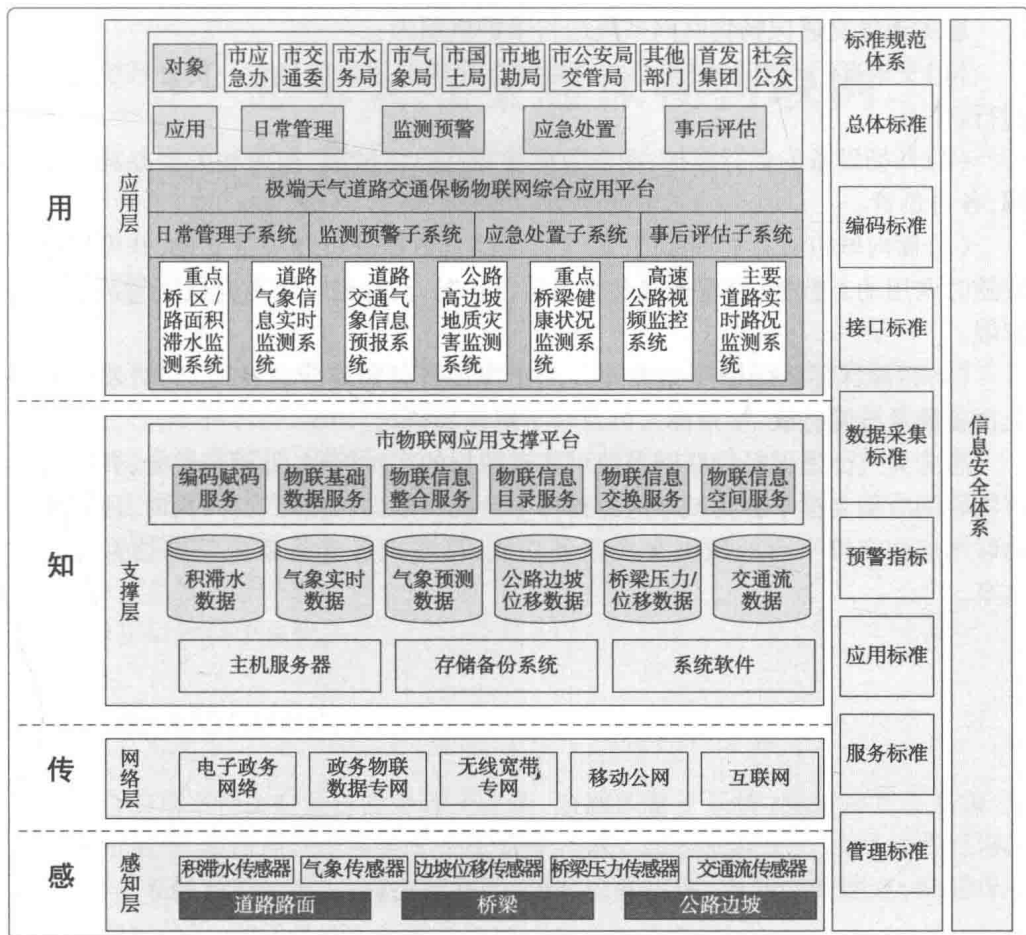 用
应用层
对象
市应
急办
市交
通委
市水
务局
市气
象局
市国
土局
市地
勘局
市公安局
交管局
其他
部门
首发
集团
社会
公众
应用
日常管理
监测预警
应急处置
事后评估
极端天气道路交通保畅物联网综合应用平台
日常管理子系统
监测预警子系统
应急处置子系统
事后评估子系统
重点
桥区/
路面积
滞水监
测系统
道路
气象信
息实时
监测系
统
道路
交通气
象信息
预报系
统
公路
高边坡
地质灾
害监测
系统
重点
桥梁健
康状况
监测系
统
高速
公路视
频监控
系统
主要
道路实
时路况
监测系
统
知
支撑层
市物联网应用支撑平台
编码赋码
服务
物联基础
数据服务
物联信息
整合服务
物联信息
目录服务
物联信息
交换服务
物联信息
空间服务
积滞水
数据
气象实时
数据
气象预测
数据
公路边坡
位移数据
桥梁压力/
位移数据
交通流
数据
主机服务器
存储备份系统
系统软件
传
网络层
电子政务
网络
政务物联
数据专网
无线宽带
专网
移动公网
互联网
感
感知层
积滞水传感器
气象传感器
边坡位移传感器
桥梁压力传感器
交通流传感器
道路路面
桥梁
公路边坡
标准规范
体系
总体标准
编码标准
接口标准
数据采集
标准
预警指标
应用标准
服务标准
管理标准
信息安全体系